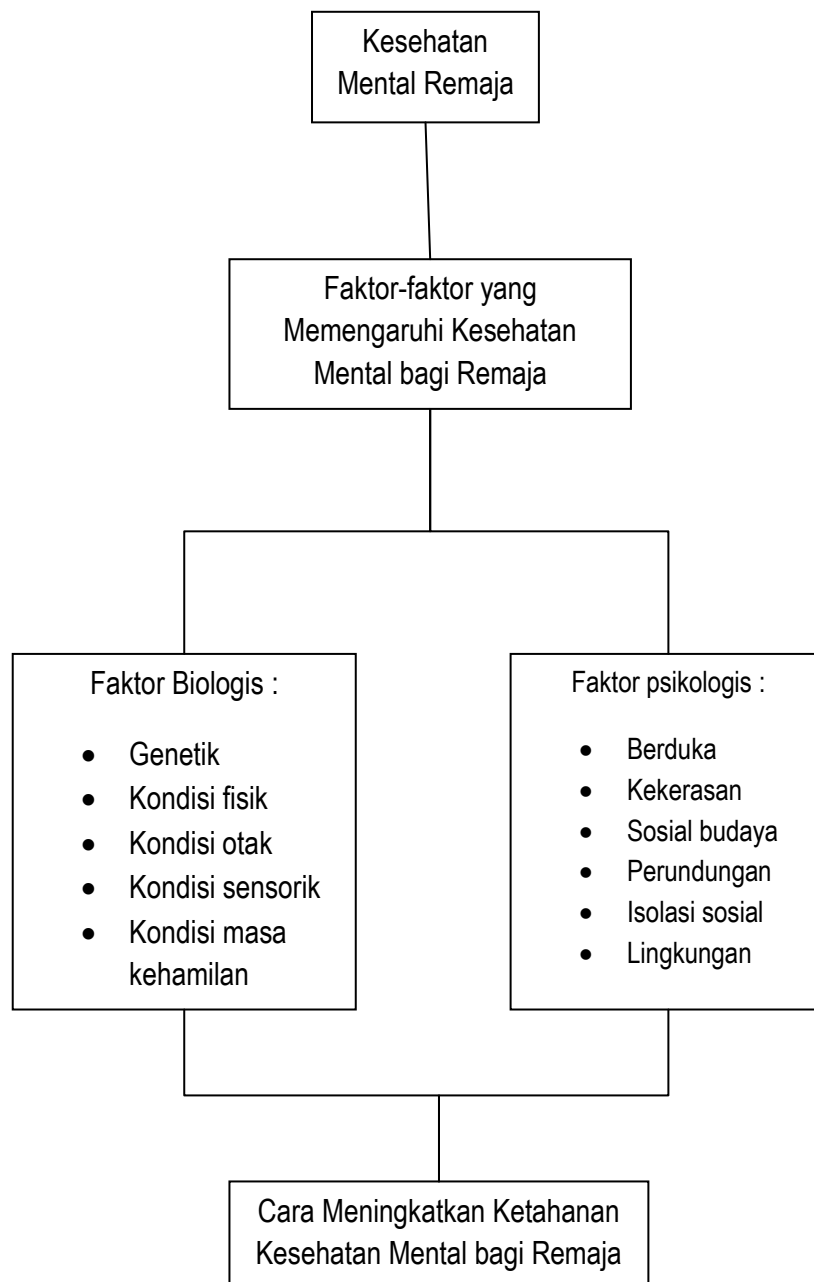 Kesehatan
Mental Remaja
Faktor-faktor yang
Memengaruhi Kesehatan
Mental bagi Remaja
Faktor Biologis :
• Genetik
• Kondisi fisik
• Kondisi otak
• Kondisi sensorik
• Kondisi masa
kehamilan
Faktor psikologis :
• Berduka
• Kekerasan
• Sosial budaya
• Perundungan
• Isolasi sosial
• Lingkungan
Cara Meningkatkan Ketahanan
Kesehatan Mental bagi Remaja